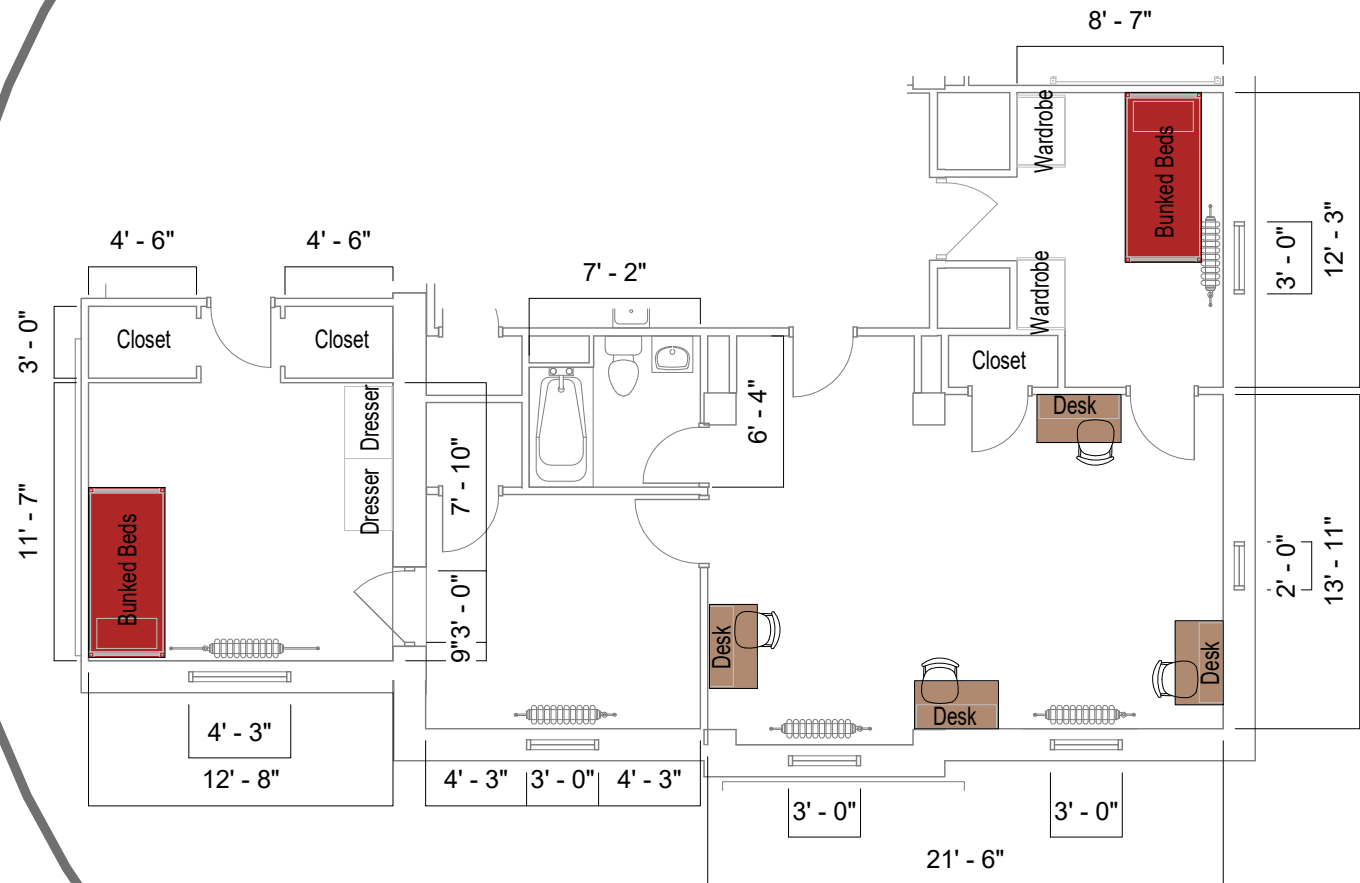 8' - 7"
Wardrobe
Bunked Beds
12' - 3"
3' - 0"
4' - 6"
4' - 6"
7' - 2"
Wardrobe
3' - 0"
Closet
Closet
Closet
Dresser
6' - 4"
Desk
7' - 10"
Dresser
11' - 7"
Bunked Beds
2' - 0"
13' - 11"
3' - 0"
9"
Desk
Desk
Desk
4' - 3"
12' - 8"
4' - 3"
3' - 0"
4' - 3"
3' - 0"
3' - 0"
21' - 6"